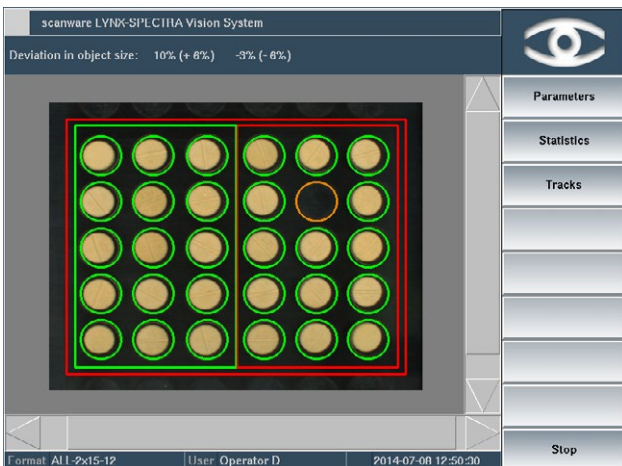 scanware LYNX-SPECTRA Vision System
Deviation in object size: 10% (+ 6%) -3% (- 6%)
Parameters
Statistics
Tracks
Stop
Format ALL-2x15-12 User Operator D 2014-07-08 12:50:30